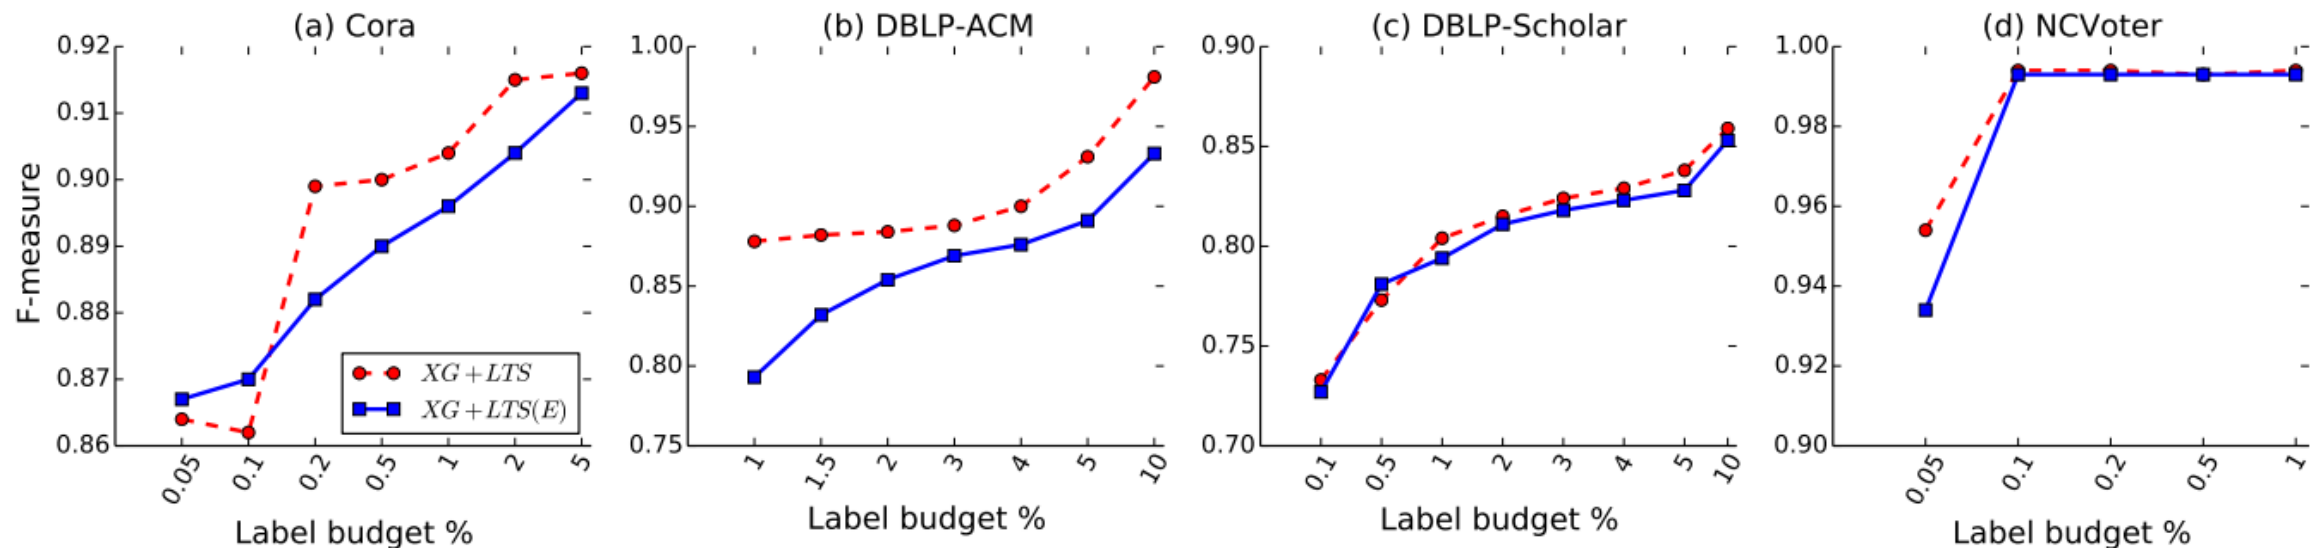 (a) Cora
F-measure
0.92
0.91
0.90
0.89
0.88
0.87
0.86
XG+LTS
XG+LTS(E)
0.05 0.1 0.2 0.5 1 2 5
Label budget %
(b) DBLP-ACM
1.00
0.95
0.90
0.85
0.80
0.75
1 1.5 2 3 4 5 10
Label budget %
(c) DBLP-Scholar
0.90
0.85
0.80
0.75
0.70
0.1 0.5 1 2 3 4 5 10
Label budget %
(d) NCVoter
1.00
0.98
0.96
0.94
0.92
0.90
0.05 0.1 0.2 0.5 1
Label budget %